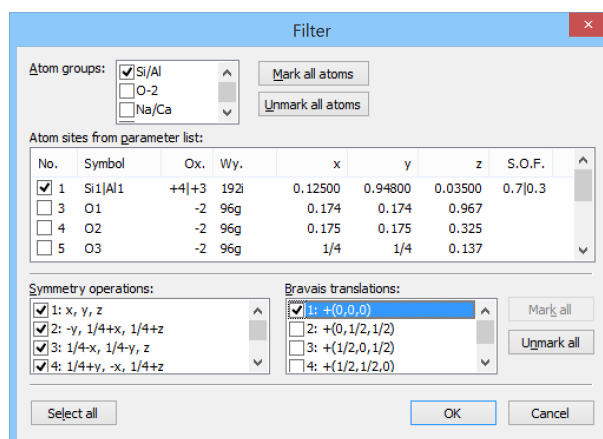 Filter
Atom groups:
Si/Al
O-2
Na/Ca
Mark all atoms
Unmark all atoms
Atom sites from parameter list:
No. Symbol Ox. Wy. x y z S.O.F.
1 Si1|Al1 +4|+3 192i 0.12500 0.94800 0.03500 0.7|0.3
3 O1 -2 96g 0.174 0.174 0.967
4 O2 -2 96g 0.175 0.175 0.325
5 O3 -2 96g 1/4 1/4 0.137
Symmetry operations:
1: x, y, z
2: -y, 1/4+x, 1/4+z
3: 1/4-x, 1/4-y, z
4: 1/4+y, -x, 1/4+z
Bravais translations:
1: +(0,0,0)
2: +(0,1/2,1/2)
3: +(1/2,0,1/2)
4: +(1/2,1/2,0)
Mark all
Unmark all
Select all
OK
Cancel